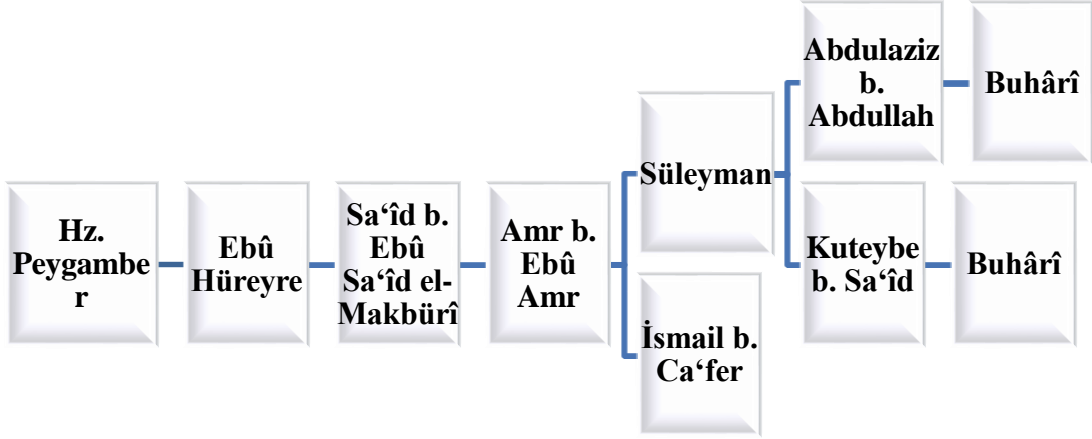 Hz.
Peygambe
r
Ebû
Hüreyre
Sa‘îd b.
Ebû
Sa‘îd el-
Makbürî
Amr b.
Ebû
Amr
Süleyman
Abdulaziz
b.
Abdullah
Buhârî
Kuteybe
b. Sa‘îd
Buhârî
İsmail b.
Ca‘fer